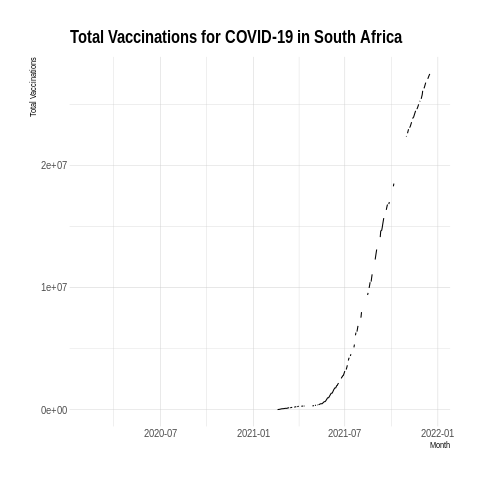 Total Vaccinations for COVID-19 in South Africa
Total Vaccinations
2e+07
1e+07
0e+00
2020-07 2021-01 2021-07 2022-01
Month